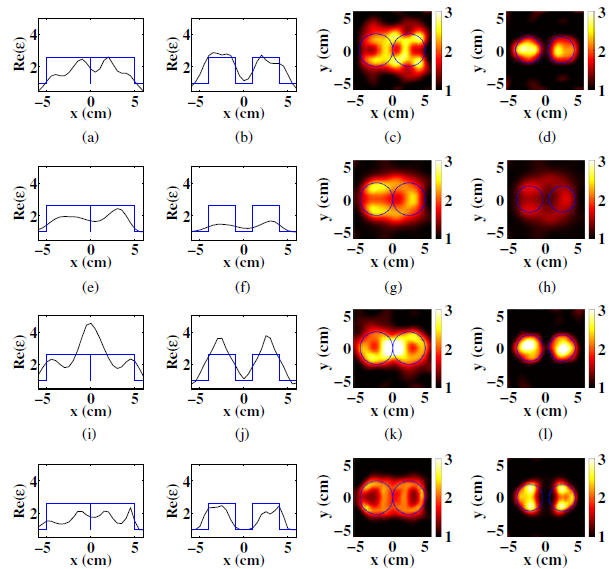 Re(ε) 4 2 −5 0 5 x (cm) Re(ε) 4 2 −5 0 5 x (cm) y (cm) 5 0 −5 −5 0 5 x (cm) 3 2 1 y (cm) 5 0 −5 −5 0 5 x (cm) 3 2 1
(a) (b) (c) (d)
Re(ε) 4 2 −5 0 5 x (cm) Re(ε) 4 2 −5 0 5 x (cm) y (cm) 5 0 −5 −5 0 5 x (cm) 3 2 1 y (cm) 5 0 −5 −5 0 5 x (cm) 3 2 1
(e) (f) (g) (h)
Re(ε) 4 2 −5 0 5 x (cm) Re(ε) 4 2 −5 0 5 x (cm) y (cm) 5 0 −5 −5 0 5 x (cm) 3 2 1 y (cm) 5 0 −5 −5 0 5 x (cm) 3 2 1
(i) (j) (k) (l)
Re(ε) 4 2 −5 0 5 x (cm) Re(ε) 4 2 −5 0 5 x (cm) y (cm) 5 0 −5 −5 0 5 x (cm) 3 2 1 y (cm) 5 0 −5 −5 0 5 x (cm) 3 2 1